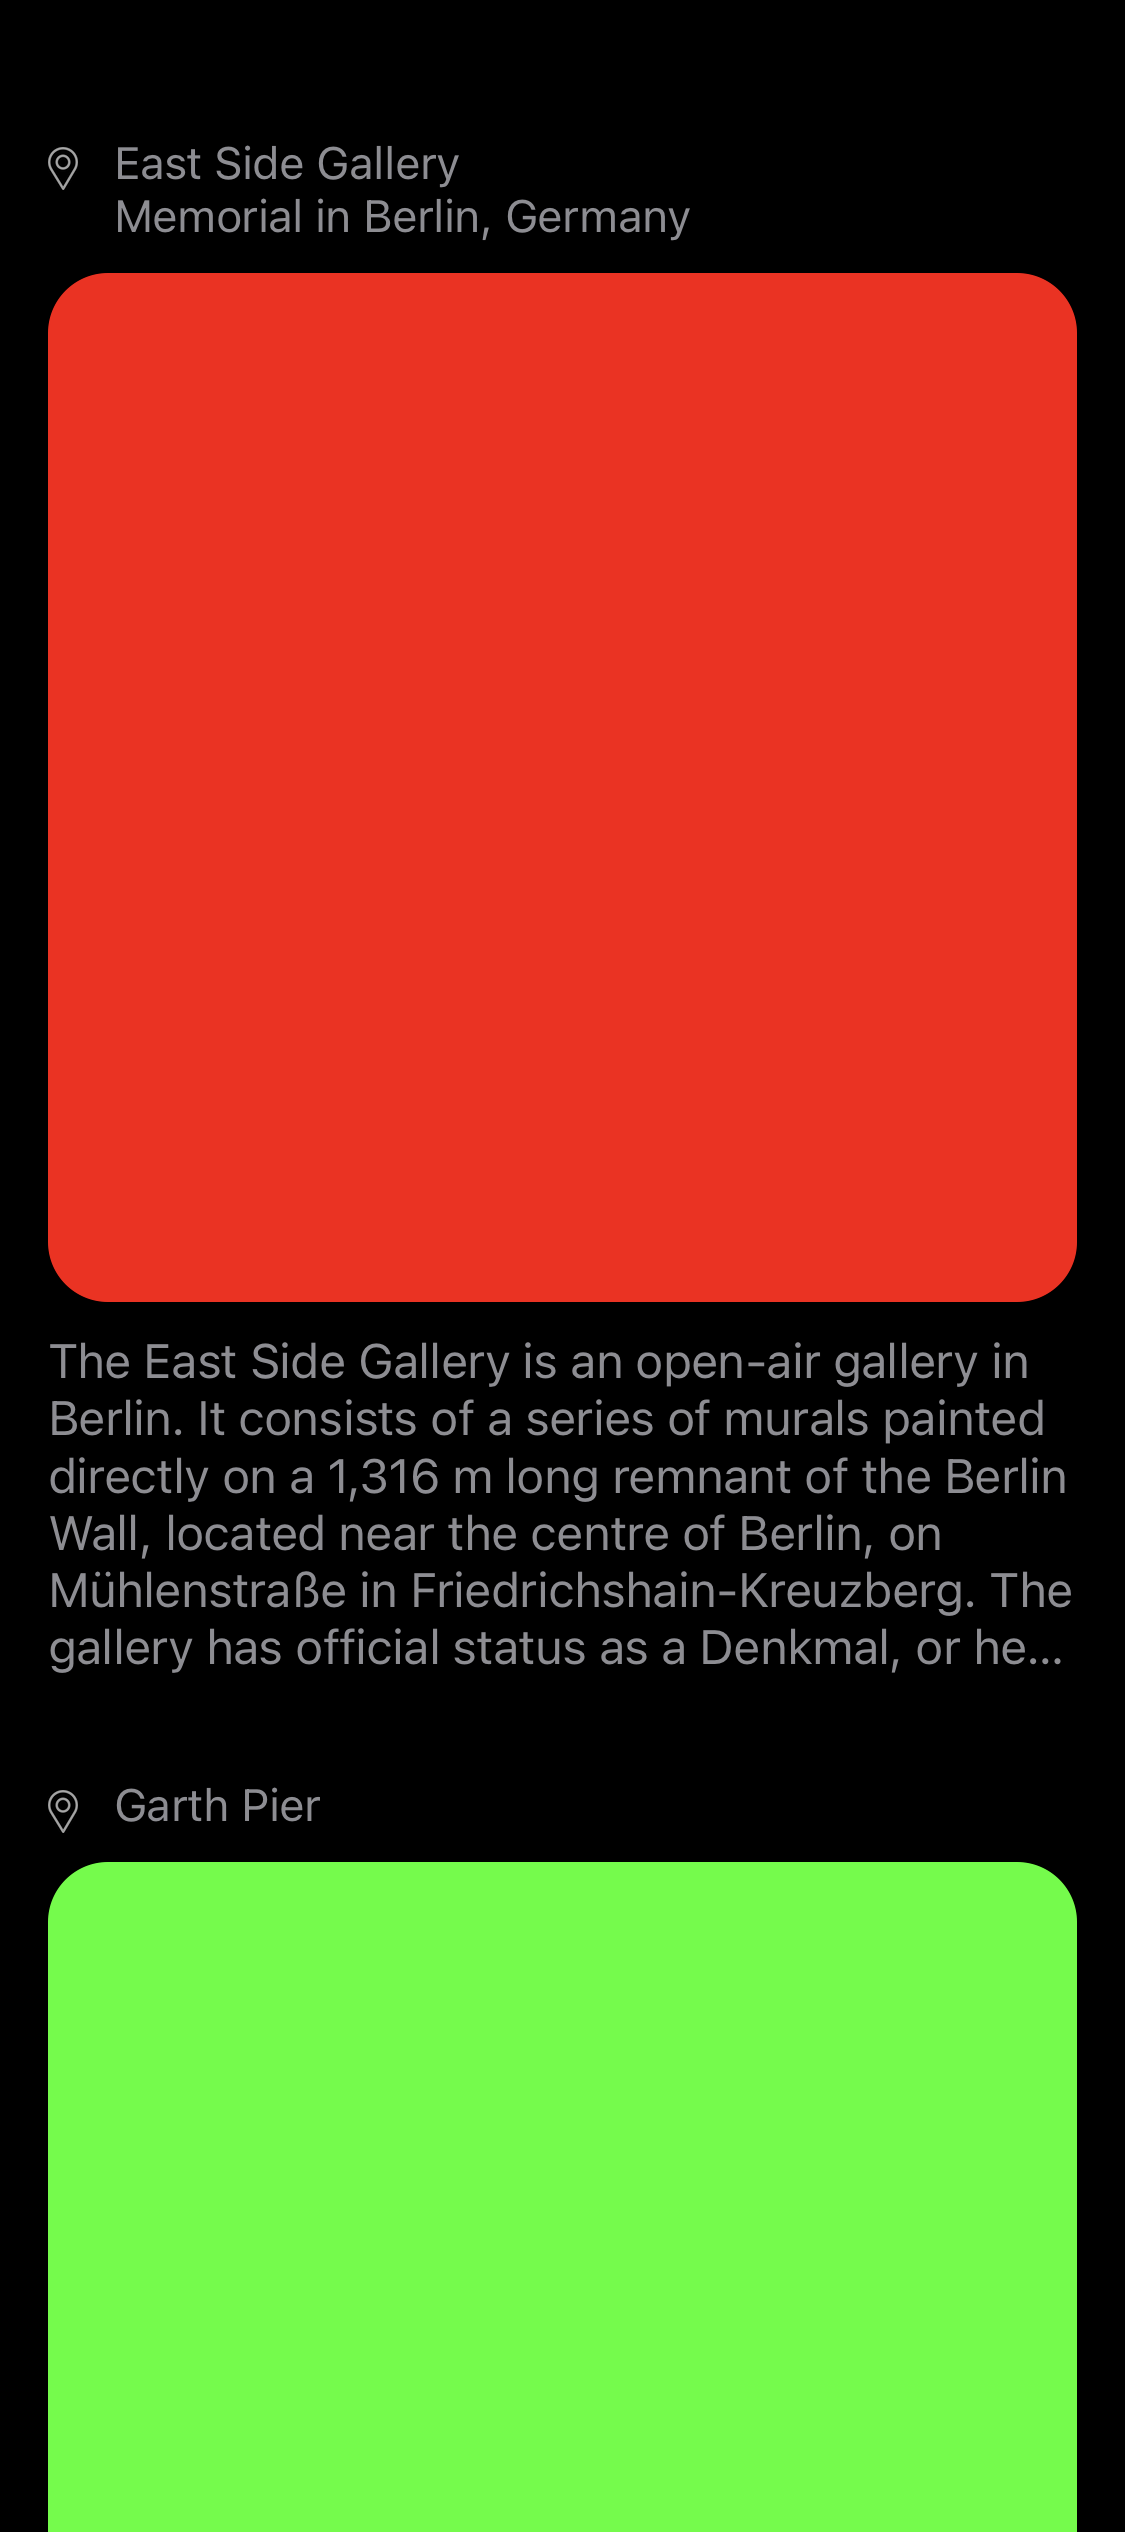 East Side Gallery
Memorial in Berlin, Germany
The East Side Gallery is an open-air gallery in
Berlin. It consists of a series of murals painted
directly on a 1,316 m long remnant of the Berlin
Wall, located near the centre of Berlin, on
Mühlenstraße in Friedrichshain-Kreuzberg. The
gallery has official status as a Denkmal, or he...
Garth Pier